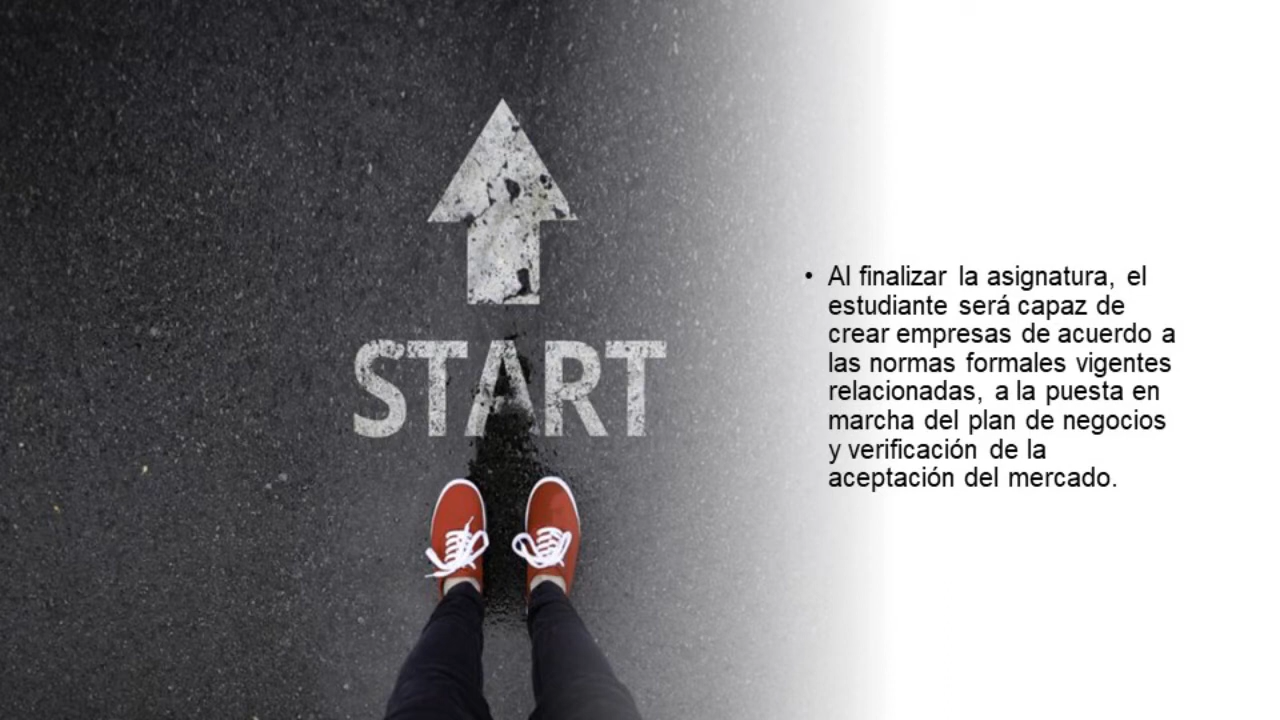 START
• Al finalizar la asignatura, el
estudiante será capaz de
crear empresas de acuerdo a
las normas formales vigentes
relacionadas, a la puesta en
marcha del plan de negocios
y verificación de la
aceptación del mercado.